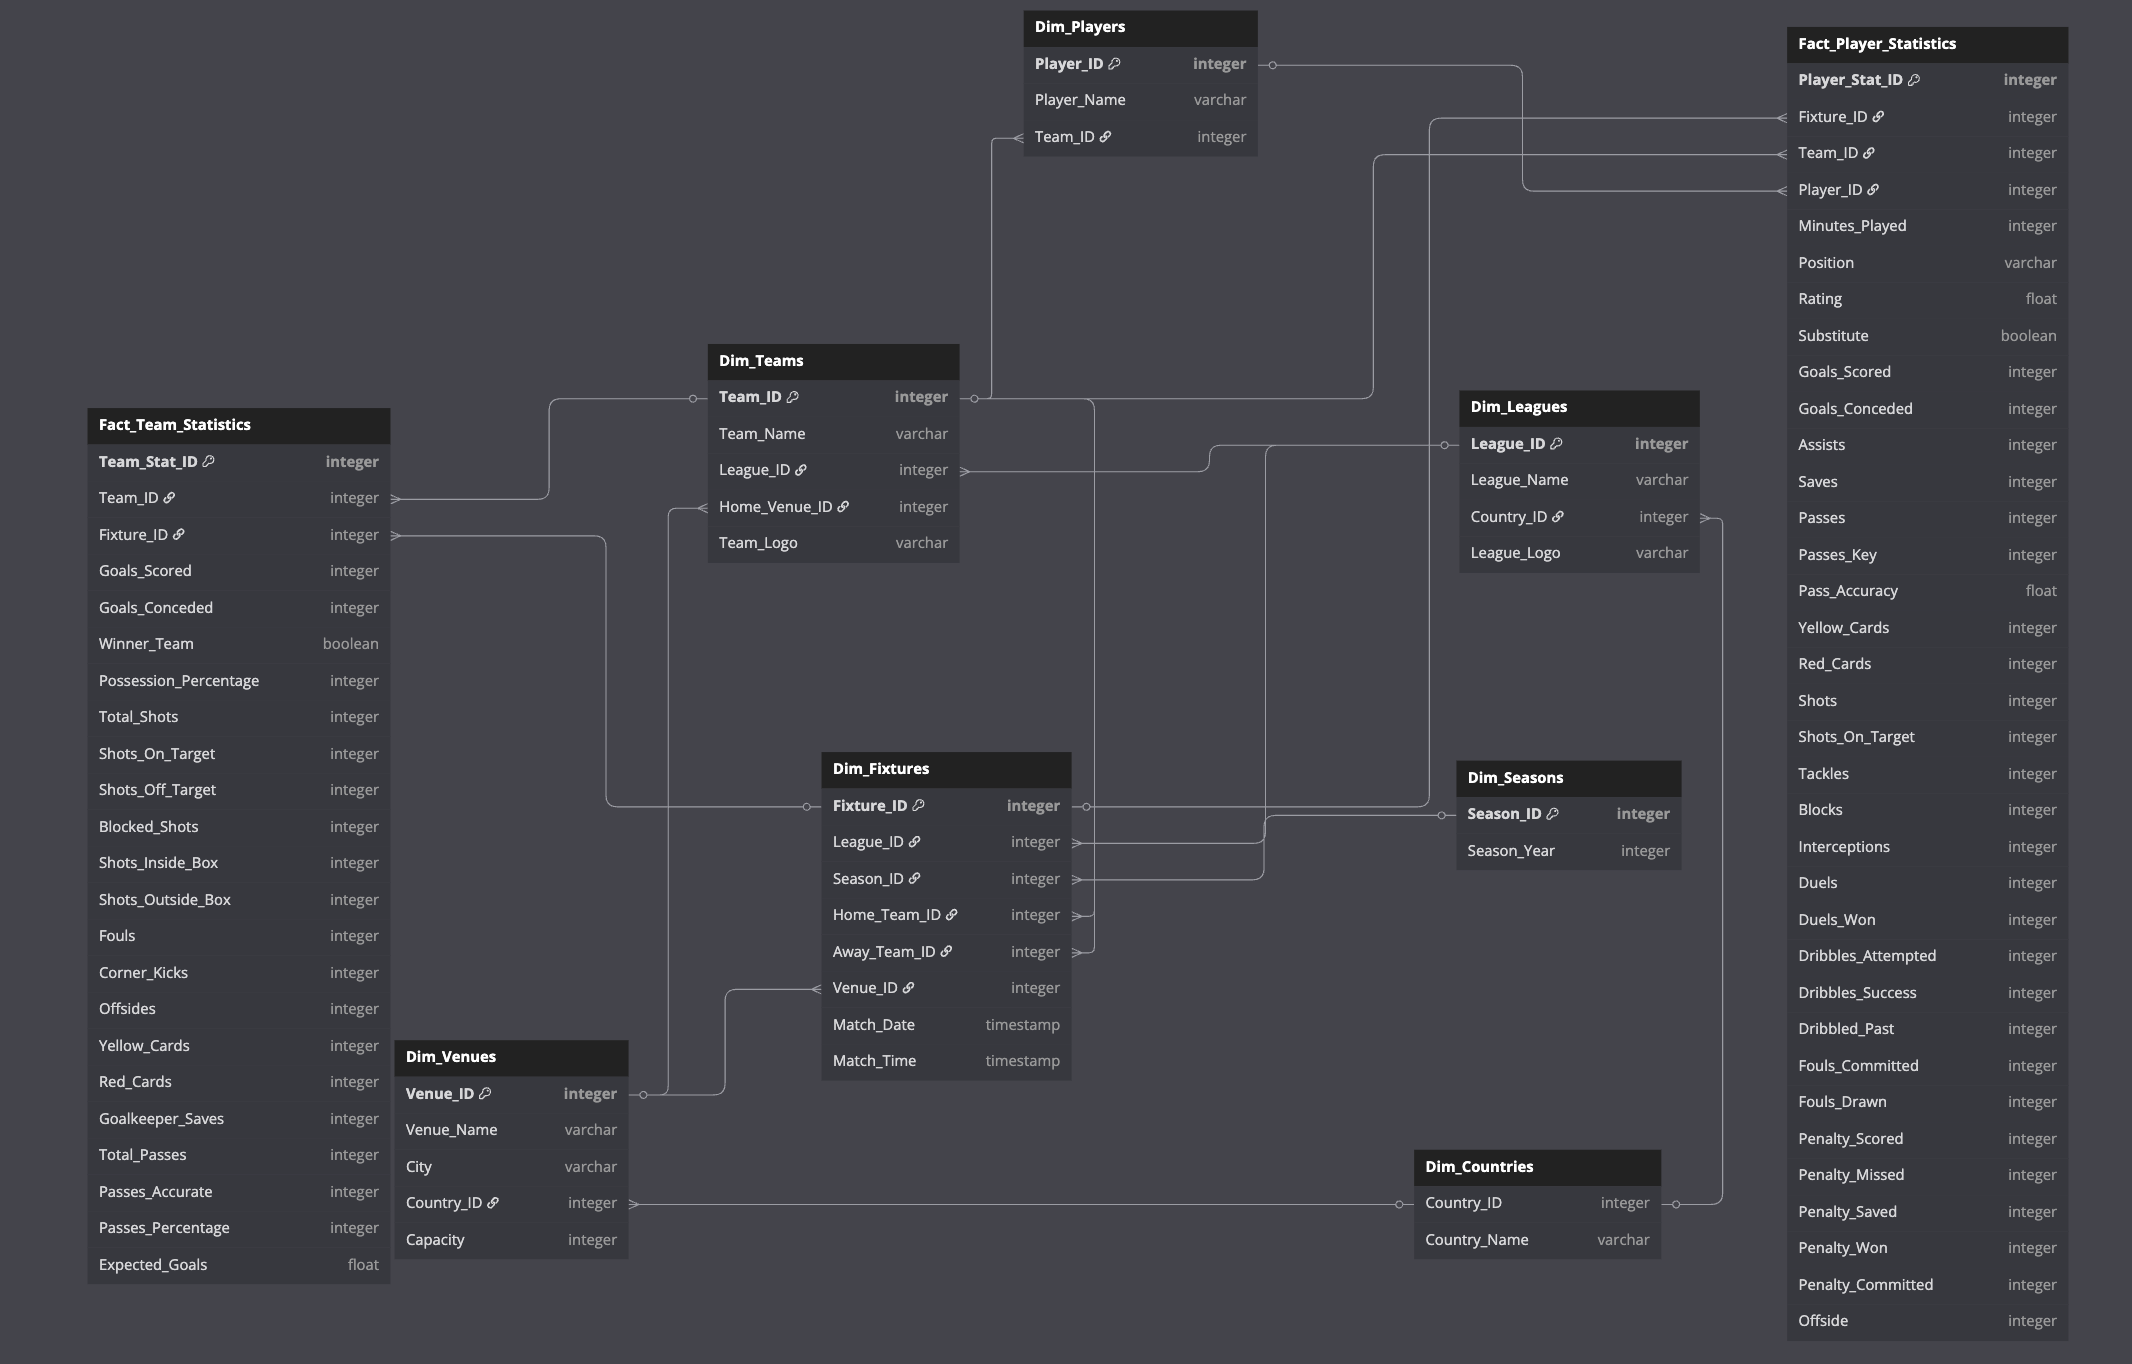 Dim_Players
Player_ID integer
Player_Name varchar
Team_ID integer
Fact_Player_Statistics
Player_Stat_ID integer
Fixture_ID integer
Team_ID integer
Player_ID integer
Minutes_Played integer
Position varchar
Rating float
Substitute boolean
Goals_Scored integer
Goals_Conceded integer
Assists integer
Saves integer
Passes integer
Passes_Key integer
Pass_Accuracy float
Yellow_Cards integer
Red_Cards integer
Shots integer
Shots_On_Target integer
Tackles integer
Blocks integer
Interceptions integer
Duels integer
Duels_Won integer
Dribbles_Attempted integer
Dribbles_Success integer
Dribbled_Past integer
Fouls_Committed integer
Fouls_Drawn integer
Penalty_Scored integer
Penalty_Missed integer
Penalty_Saved integer
Penalty_Won integer
Penalty_Committed integer
Offside integer
Dim_Teams
Team_ID integer
Team_Name varchar
League_ID integer
Home_Venue_ID integer
Team_Logo varchar
Dim_Leagues
League_ID integer
League_Name varchar
Country_ID integer
League_Logo varchar
Fact_Team_Statistics
Team_Stat_ID integer
Team_ID integer
Fixture_ID integer
Goals_Scored integer
Goals_Conceded integer
Winner_Team boolean
Possession_Percentage integer
Total_Shots integer
Shots_On_Target integer
Shots_Off_Target integer
Blocked_Shots integer
Shots_Inside_Box integer
Shots_Outside_Box integer
Fouls integer
Corner_Kicks integer
Offsides integer
Yellow_Cards integer
Red_Cards integer
Goalkeeper_Saves integer
Total_Passes integer
Passes_Accurate integer
Passes_Percentage integer
Expected_Goals float
Dim_Fixtures
Fixture_ID integer
League_ID integer
Season_ID integer
Home_Team_ID integer
Away_Team_ID integer
Venue_ID integer
Match_Date timestamp
Match_Time timestamp
Dim_Seasons
Season_ID integer
Season_Year integer
Dim_Venues
Venue_ID integer
Venue_Name varchar
City varchar
Country_ID integer
Capacity integer
Dim_Countries
Country_ID integer
Country_Name varchar